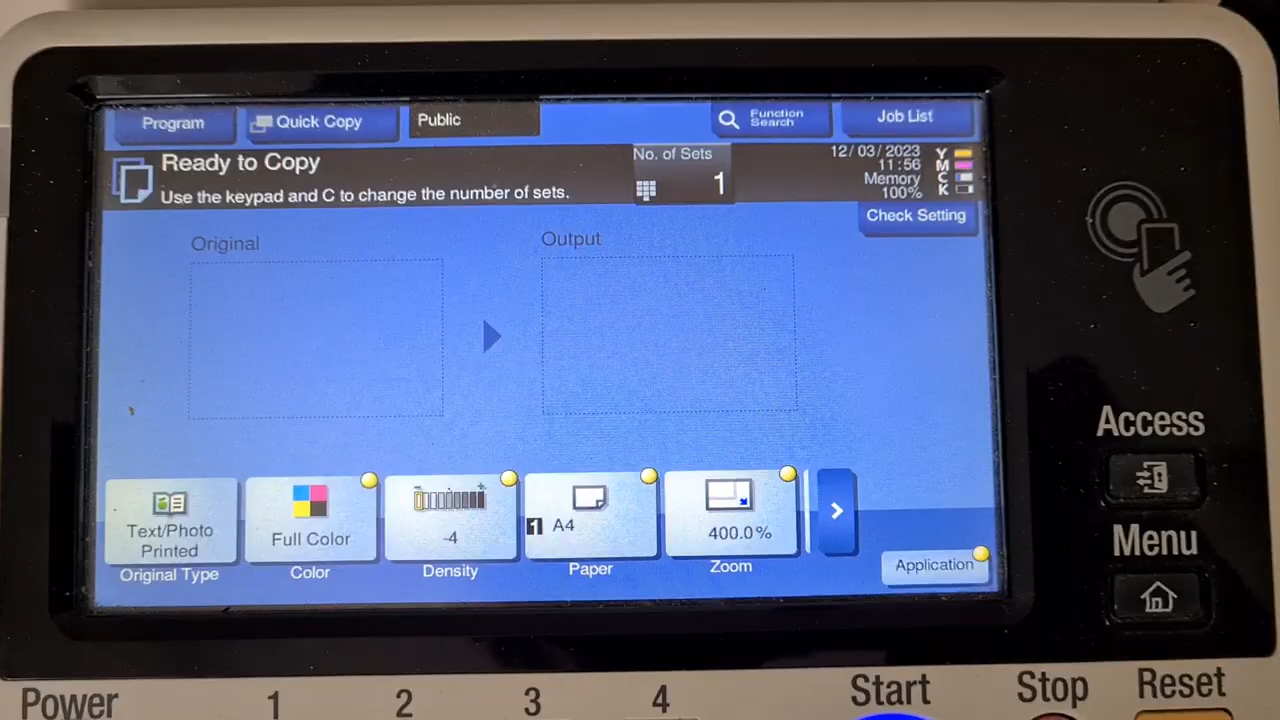 Program
Quick Copy
Public
Function Search
Job List
Ready to Copy
Use the keypad and C to change the number of sets.
No. of Sets
1
12/03/2023
11:56
Memory
100%
Y
M
C
K
Check Setting
Original
Output
Text/Photo
Printed
Original Type
Full Color
Color
- +
-4
Density
1 A4
Paper
400.0%
Zoom
Application
Access
Menu
Power
1
2
3
4
Start
Stop
Reset